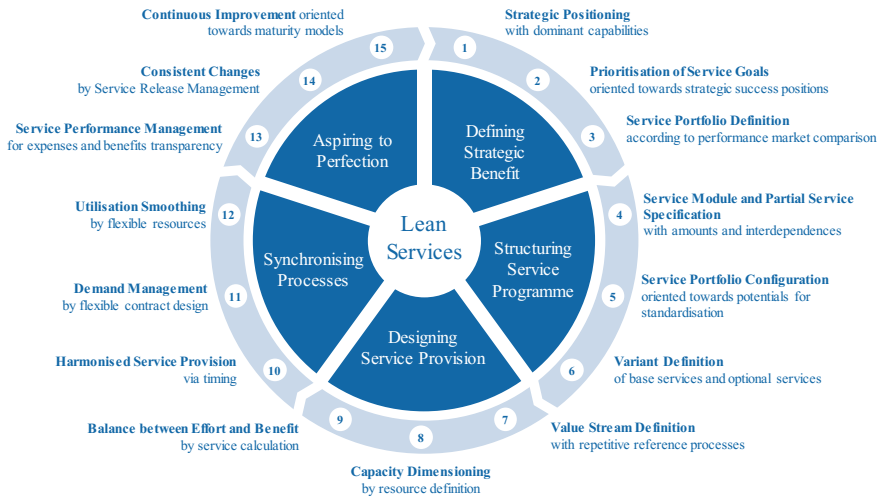 Lean
Services
Defining
Strategic
Benefit
Structuring
Service
Programme
Designing
Service Provision
Synchronising
Processes
Aspiring to
Perfection
1
Strategic Positioning
with dominant capabilities
2
Prioritisation of Service Goals
oriented towards strategic success positions
3
Service Portfolio Definition
according to performance market comparison
4
Service Module and Partial Service
Specification
with amounts and interdependences
5
Service Portfolio Configuration
oriented towards potentials for
standardisation
6
Variant Definition
of base services and optional services
7
Value Stream Definition
with repetitive reference processes
8
Capacity Dimensioning
by resource definition
9
Balance between Effort and Benefit
by service calculation
10
Harmonised Service Provision
via timing
11
Demand Management
by flexible contract design
12
Utilisation Smoothing
by flexible resources
13
Service Performance Management
for expenses and benefits transparency
14
Consistent Changes
by Service Release Management
15
Continuous Improvement oriented
towards maturity models